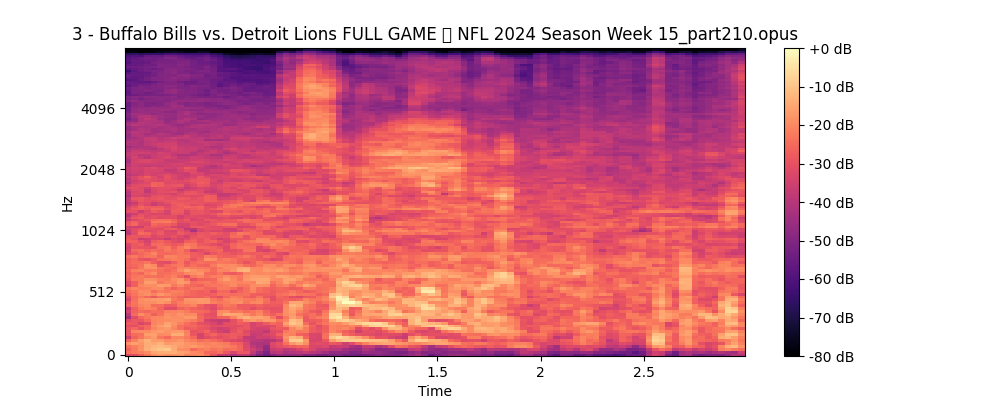 3 - Buffalo Bills vs. Detroit Lions FULL GAME ▯ NFL 2024 Season Week 15_part210.opus
+0 dB
-10 dB
-20 dB
-30 dB
-40 dB
-50 dB
-60 dB
-70 dB
-80 dB
4096
2048
1024
512
0
Hz
0
0.5
1
1.5
2
2.5
Time